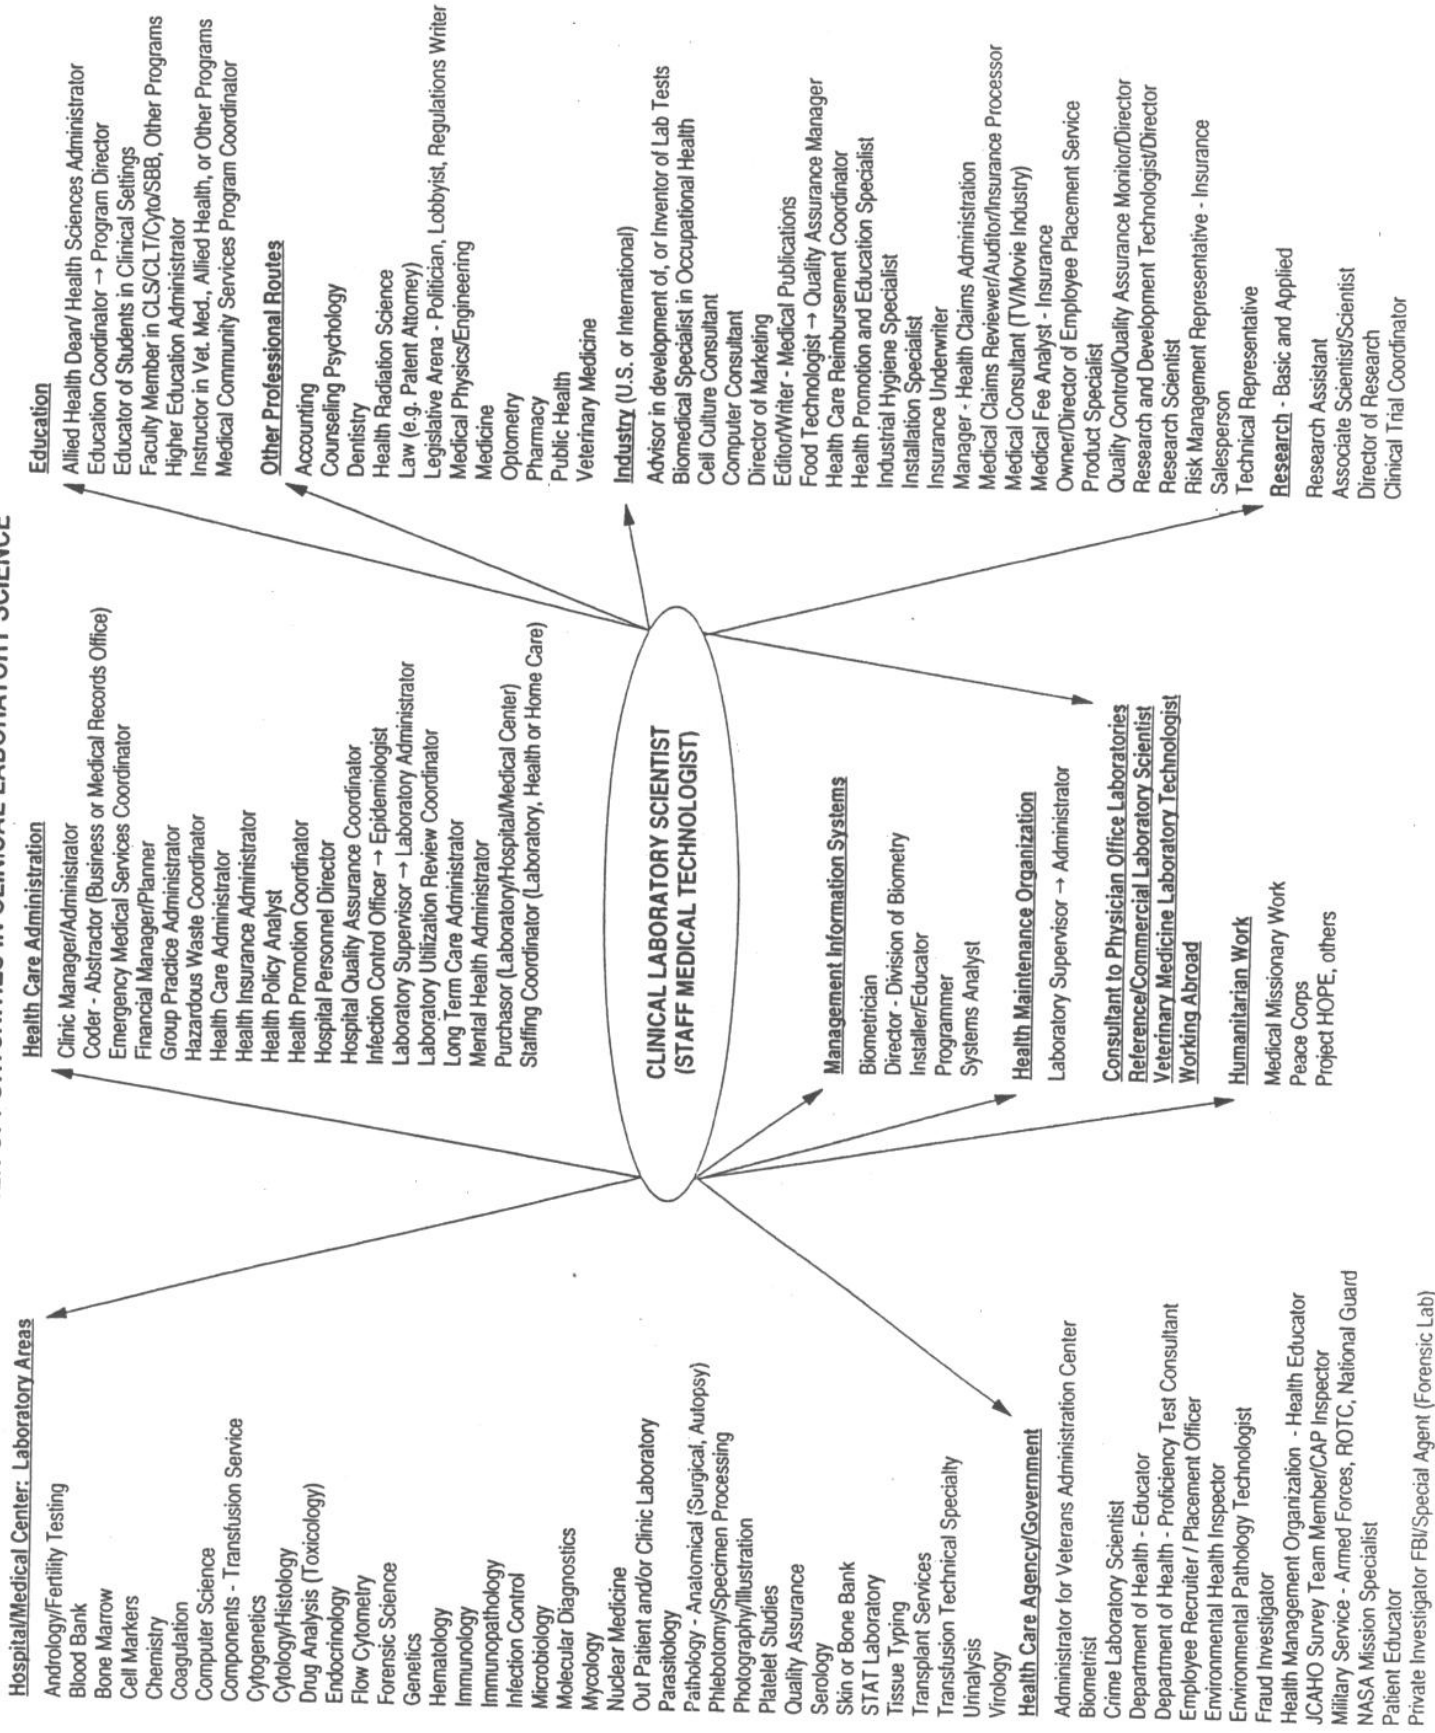 OPPORTUNITIES IN CLINICAL LABORATORY SCIENCE
Hospital/Medical Center: Laboratory Areas
Andrology/Fertility Testing
Blood Bank
Bone Marrow
Cell Markers
Chemistry
Coagulation
Computer Science
Components - Transfusion Service
Cytogenetics
Cytology/Histology
Drug Analysis (Toxicology)
Endocrinology
Flow Cytometry
Forensic Science
Genetics
Hematology
Immunology
Immunopathology
Infection Control
Microbiology
Molecular Diagnostics
Mycology
Nuclear Medicine
Out Patient and/or Clinic Laboratory
Parasitology
Pathology - Anatomical (Surgical, Autopsy)
Phlebotomy/Specimen Processing
Photography/Illustration
Platelet Studies
Quality Assurance
Serology
Skin or Bone Bank
STAT Laboratory
Tissue Typing
Transplant Services
Transfusion Technical Specialty
Urinalysis
Virology
Health Care Agency/Government
Administrator for Veterans Administration Center
Biometrist
Crime Laboratory Scientist
Department of Health - Educator
Department of Health - Proficiency Test Consultant
Employee Recruiter / Placement Officer
Environmental Health Inspector
Environmental Pathology Technologist
Fraud Investigator
Health Management Organization - Health Educator
JCAHO Survey Team Member/CAP Inspector
Military Service - Armed Forces, ROTC, National Guard
NASA Mission Specialist
Patient Educator
Private Investigator FBI/Special Agent (Forensic Lab)
Health Care Administration
Clinic Manager/Administrator
Coder - Abstractor (Business or Medical Records Office)
Emergency Medical Services Coordinator
Financial Manager/Planner
Group Practice Administrator
Hazardous Waste Coordinator
Health Care Administrator
Health Insurance Administrator
Health Policy Analyst
Health Promotion Coordinator
Hospital Personnel Director
Hospital Quality Assurance Coordinator
Infection Control Officer → Epidemiologist
Laboratory Supervisor → Laboratory Administrator
Laboratory Utilization Review Coordinator
Long Term Care Administrator
Mental Health Administrator
Purchasor (Laboratory/Hospital/Medical Center)
Staffing Coordinator (Laboratory, Health or Home Care)
CLINICAL LABORATORY SCIENTIST
(STAFF MEDICAL TECHNOLOGIST)
Management Information Systems
Biometrician
Director - Division of Biometry
Installer/Educator
Programmer
Systems Analyst
Health Maintenance Organization
Laboratory Supervisor → Administrator
Consultant to Physician Office Laboratories
Reference/Commercial Laboratory Scientist
Veterinary Medicine Laboratory Technologist
Working Abroad
Humanitarian Work
Medical Missionary Work
Peace Corps
Project HOPE, others
Education
Allied Health Dean/ Health Sciences Administrator
Education Coordinator → Program Director
Educator of Students in Clinical Settings
Faculty Member in CLS/CLT/Cyto/SBB, Other Programs
Higher Education Administrator
Instructor in Vet. Med., Allied Health, or Other Programs
Medical Community Services Program Coordinator
Other Professional Routes
Accounting
Counseling Psychology
Dentistry
Health Radiation Science
Law (e.g. Patent Attorney)
Legislative Arena - Politician, Lobbyist, Regulations Writer
Medical Physics/Engineering
Medicine
Optometry
Pharmacy
Public Health
Veterinary Medicine
Industry (U.S. or International)
Advisor in development of, or Inventor of Lab Tests
Biomedical Specialist in Occupational Health
Cell Culture Consultant
Computer Consultant
Director of Marketing
Editor/Writer - Medical Publications
Food Technologist → Quality Assurance Manager
Health Care Reimbursement Coordinator
Health Promotion and Education Specialist
Industrial Hygiene Specialist
Installation Specialist
Insurance Underwriter
Manager - Health Claims Administration
Medical Claims Reviewer/Auditor/Insurance Processor
Medical Consultant (TV/Movie Industry)
Medical Fee Analyst - Insurance
Owner/Director of Employee Placement Service
Product Specialist
Quality Control/Quality Assurance Monitor/Director
Research and Development Technologist/Director
Research Scientist
Risk Management Representative - Insurance
Salesperson
Technical Representative
Research - Basic and Applied
Research Assistant
Associate Scientist/Scientist
Director of Research
Clinical Trial Coordinator